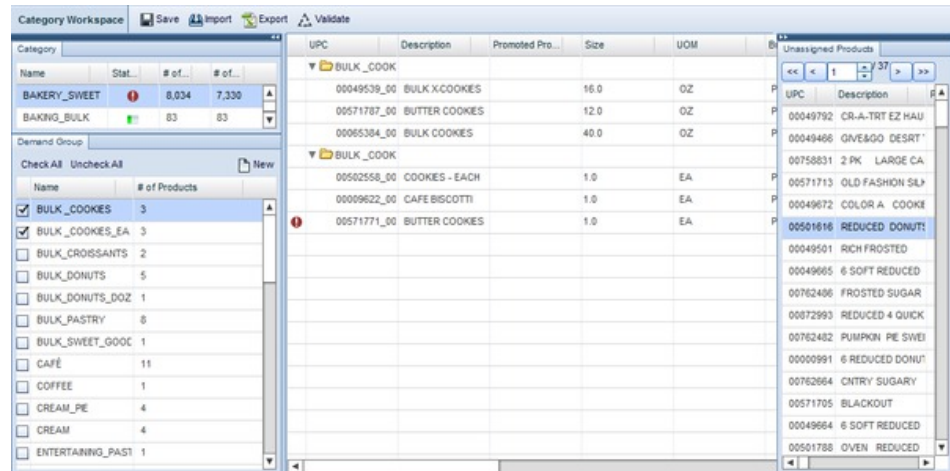 Category Workspace Save Import Export Validate
Category
Name Stat... # of... # of...
BAKERY_SWEET 8,034 7,330
BAKING_BULK 83 83
Demand Group
Check All Uncheck All New
Name # of Products
BULK_COOKIES 3
BULK_COOKIES_EA 3
BULK_CROISSANTS 2
BULK_DONUTS 5
BULK_DONUTS_DOZ 1
BULK_PASTRY 8
BULK_SWEET_GOOD 1
CAFÉ 11
COFFEE 1
CREAM_PIE 4
CREAM 4
ENTERTAINING_PAST 1
UPC Description Promoted Pro... Size UOM
BULK_COOK
00049539_00 BULK X-COOKIES 16.0 OZ P
00571787_00 BUTTER COOKIES 12.0 OZ P
00065384_00 BULK COOKIES 40.0 OZ P
BULK_COOK
00502558_00 COOKIES - EACH 1.0 EA P
00009622_00 CAFE BISCOTTI 1.0 EA P
00571771_00 BUTTER COOKIES 1.0 EA P
Unassigned Products
<< < 1 / 37 > >>
UPC Description
00049792 CR-A-TRT EZ HAU
00049466 GIVE&GO DESRT
00758831 2 PK LARGE CA
00571713 OLD FASHION
00049672 COLOR A COOKIE
00501616 REDUCED DONUTS
00049501 RICH FROSTED
00049665 6 SOFT REDUCED
00762486 FROSTED SUGAR
00872993 REDUCED 4 QUICK
00762482 PUMPKIN PIE SWEE
00000991 6 REDUCED DONUT
00762664 CNTRY SUGARY
00571705 BLACKOUT
00049664 6 SOFT REDUCED
00501788 OVEN REDUCED